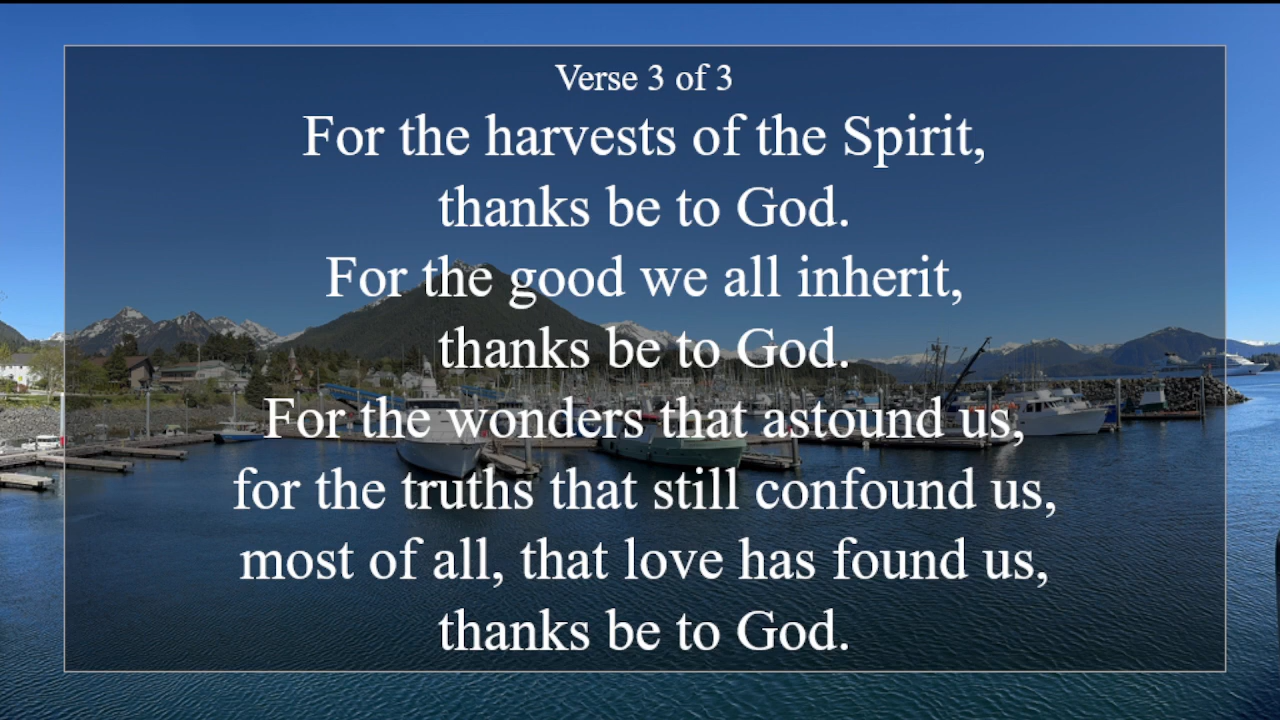 Verse 3 of 3
For the harvests of the Spirit,
thanks be to God.
For the good we all inherit,
thanks be to God.
For the wonders that astound us,
for the truths that still confound us,
most of all, that love has found us,
thanks be to God.